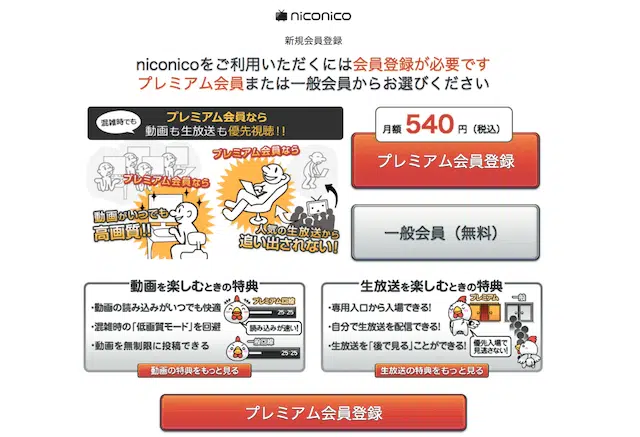 niconico
新規会員登録
niconicoをご利用いただくには会員登録が必要です
プレミアム会員または一般会員からお選びください
混雑時でも
プレミアム会員なら
動画も生放送も優先視聴!!
月額 540 円（税込）
プレミアム会員登録
プレミアム会員なら
動画がいつでも
高画質!!
プレミアム会員なら
人気の生放送から
追い出されない!
一般会員（無料）
動画を楽しむときの特典
・動画の読み込みがいつでも快適
・混雑時の「低画質モード」を回避
・動画を無制限に投稿できる
プレミアム回線
25:25
読み込みが速い!
一般回線
25:25
動画の特典をもっと見る
生放送を楽しむときの特典
・専用入口から入場できる!
・自分で生放送を配信できる!
・生放送を「後で見る」ことができる!
プレミアム
一般
優先入場で
見逃さない!
生放送の特典をもっと見る
プレミアム会員登録